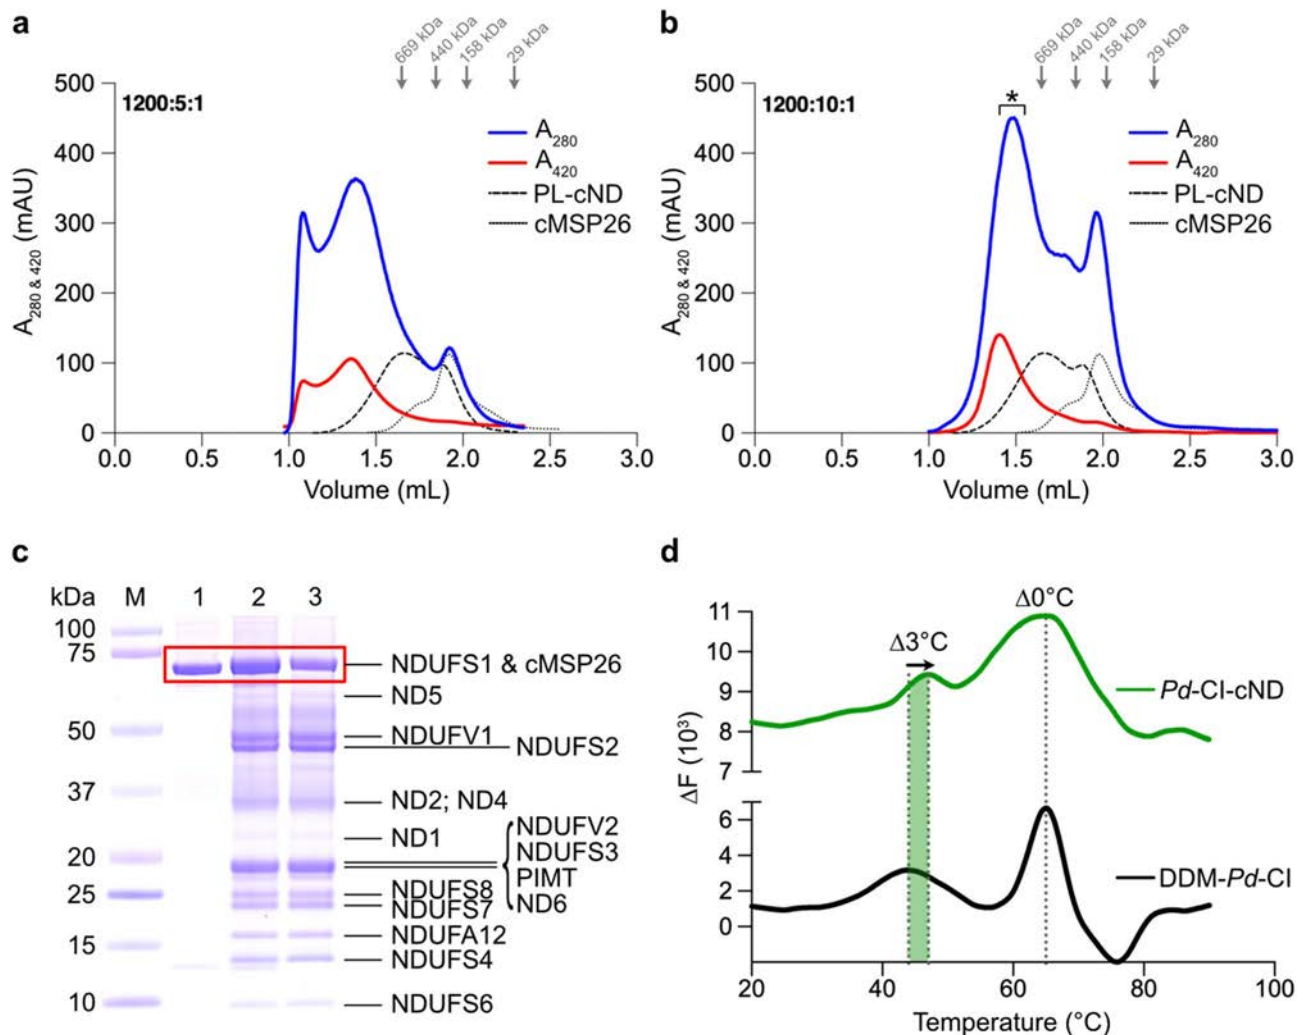 a
669 kDa
440 kDa
158 kDa
29 kDa
500
400
300
200
100
0
1200:5:1
A280
A420
PL-cND
cMSP26
A280 & 420 (mAU)
0.0
0.5
1.0
1.5
2.0
2.5
3.0
Volume (mL)
b
669 kDa
440 kDa
158 kDa
29 kDa
500
400
300
200
100
0
1200:10:1
*
A280
A420
PL-cND
cMSP26
A280 & 420 (mAU)
0.0
0.5
1.0
1.5
2.0
2.5
3.0
Volume (mL)
c
kDa M 1 2 3
100
75
50
37
20
25
15
10
NDUFS1 & cMSP26
ND5
NDUFV1
NDUFS2
ND2; ND4
ND1
NDUFV2
NDUFS3
PIMT
ND6
NDUFS8
NDUFS7
NDUFA12
NDUFS4
NDUFS6
d
Δ0°C
Δ3°C
11
10
9
8
7
6
4
2
0
ΔF (10³)
Pd-CI-cND
DDM-Pd-CI
20
40
60
80
100
Temperature (°C)